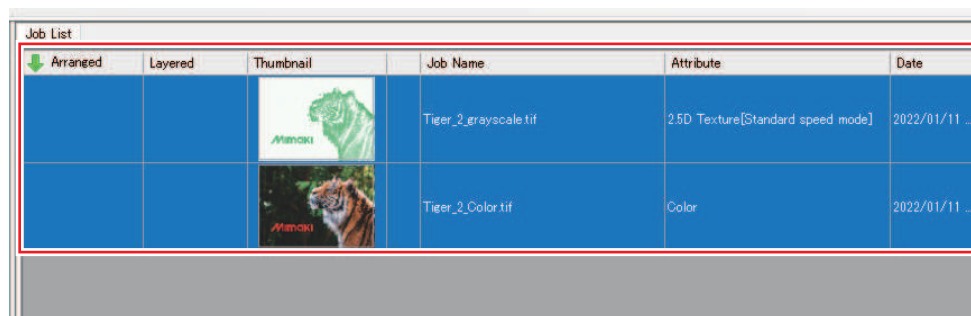 Job List
Arranged Layered Thumbnail Job Name Attribute Date
Mimaki
Tiger_2_grayscale.tif 2.5D Texture[Standard speed mode] 2022/01/11 ...
Mimaki
Tiger_2_Color.tif Color 2022/01/11 ...